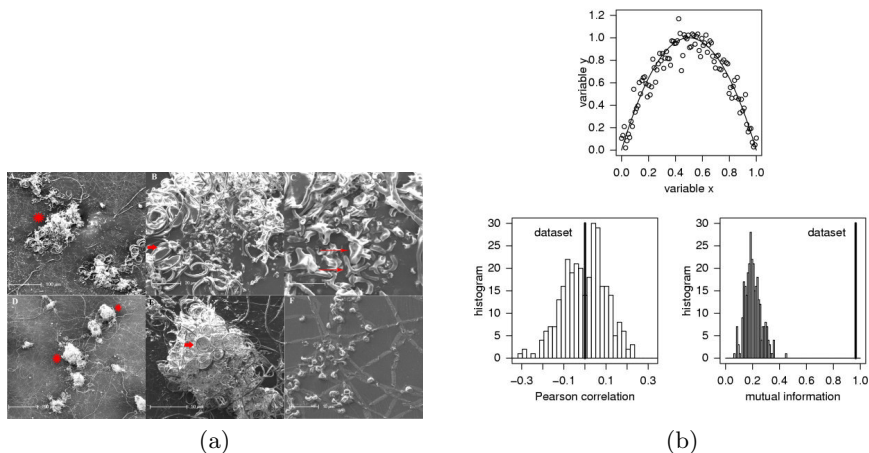 B
C
D
F
1.2
1.0
0.8
0.6
0.4
0.2
0.0
variable y
0.0 0.2 0.4 0.6 0.8 1.0
variable x
30
25
20
15
10
5
0
histogram
dataset
−0.3 −0.1 0.1 0.3
Pearson correlation
30
25
20
15
10
5
0
histogram
dataset
0.0 0.2 0.4 0.6 0.8 1.0
mutual information
(a)
(b)